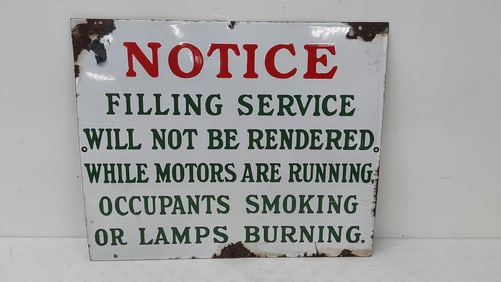 NOTICE
FILLING SERVICE
WILL NOT BE RENDERED
WHILE MOTORS ARE RUNNING,
OCCUPANTS SMOKING
OR LAMPS BURNING.